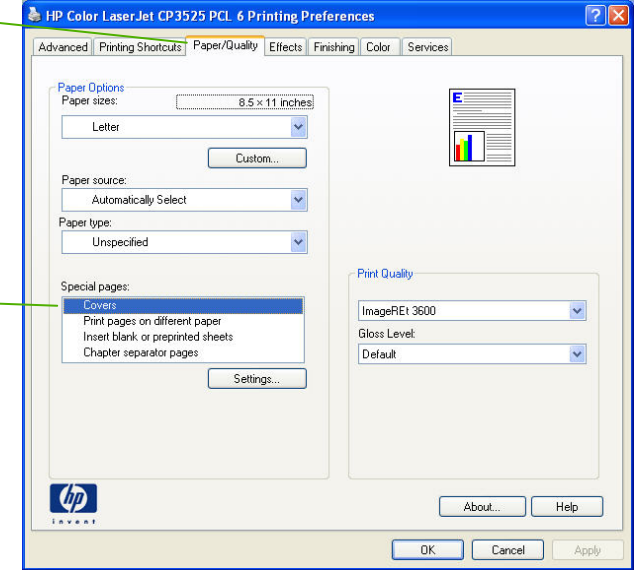 HP Color LaserJet CP3525 PCL 6 Printing Preferences
Advanced Printing Shortcuts Paper/Quality Effects Finishing Color Services
Paper Options
Paper sizes: 8.5 × 11 inches
Letter
Custom...
Paper source:
Automatically Select
Paper type:
Unspecified
Special pages:
Covers
Print pages on different paper
Insert blank or preprinted sheets
Chapter separator pages
Settings...
E
Print Quality
ImageREt 3600
Gloss Level:
Default
hp
invent
About... Help
OK Cancel Apply